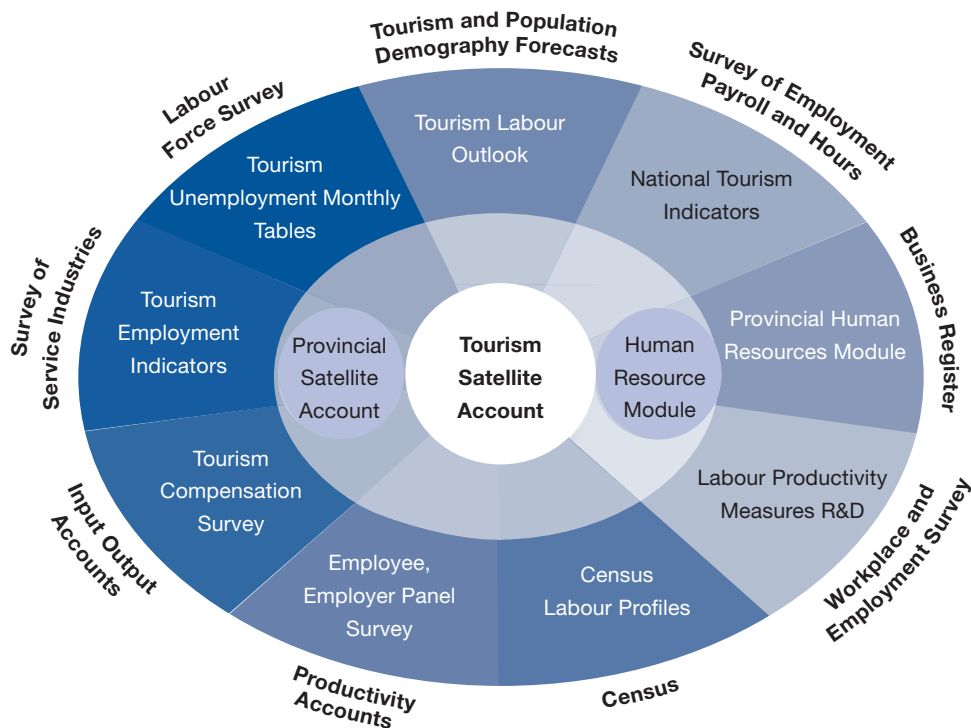 Tourism and Population
Demography Forecasts
Survey of Employment
Payroll and Hours
Business Register
Workplace and
Employment Survey
Census
Productivity
Accounts
Input Output
Accounts
Survey of
Service Industries
Labour
Force Survey
Tourism Labour
Outlook
National Tourism
Indicators
Provincial Human
Resources Module
Labour Productivity
Measures R&D
Census
Labour Profiles
Employee,
Employer Panel
Survey
Tourism
Compensation
Survey
Tourism
Employment
Indicators
Tourism
Unemployment Monthly
Tables
Provincial
Satellite
Account
Tourism
Satellite
Account
Human
Resource
Module